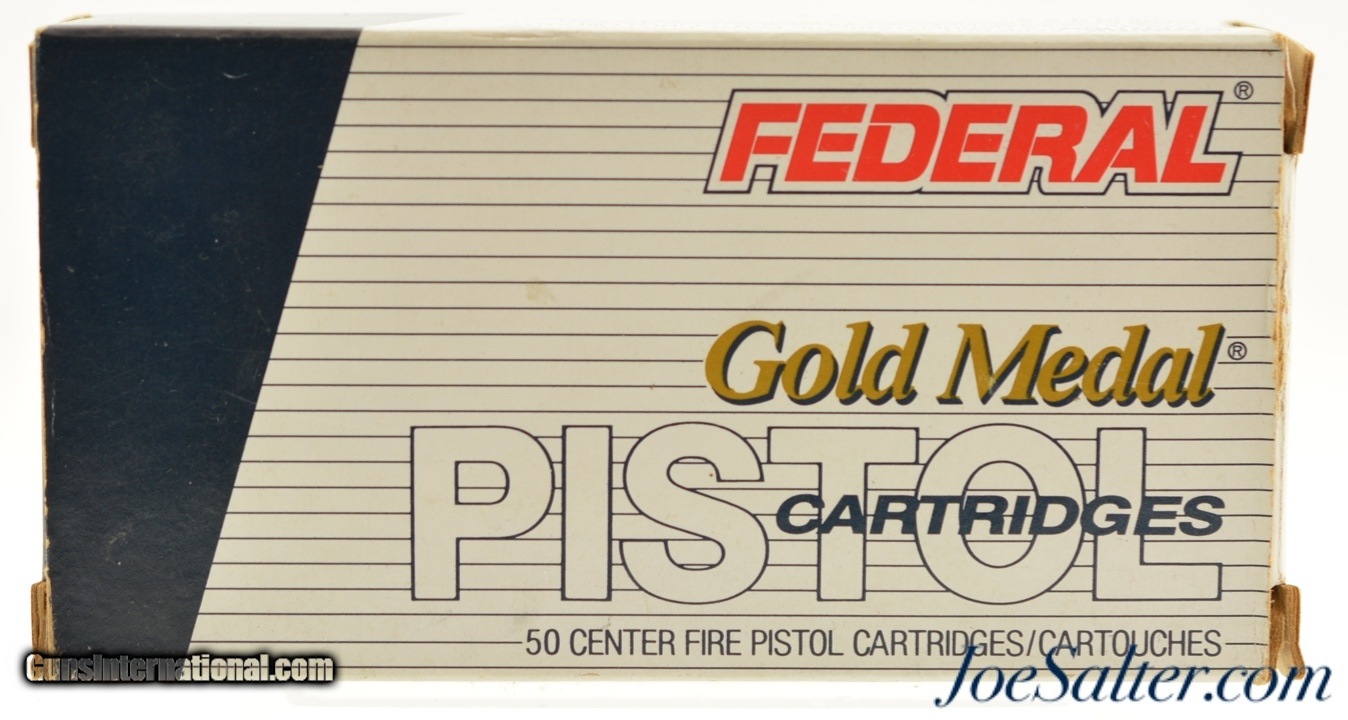 FEDERAL®
Gold Medal®
PISTOL
CARTRIDGES
50 CENTER FIRE PISTOL CARTRIDGES/CARTOUCHES
GunsInternational.com
JoeSalter.com